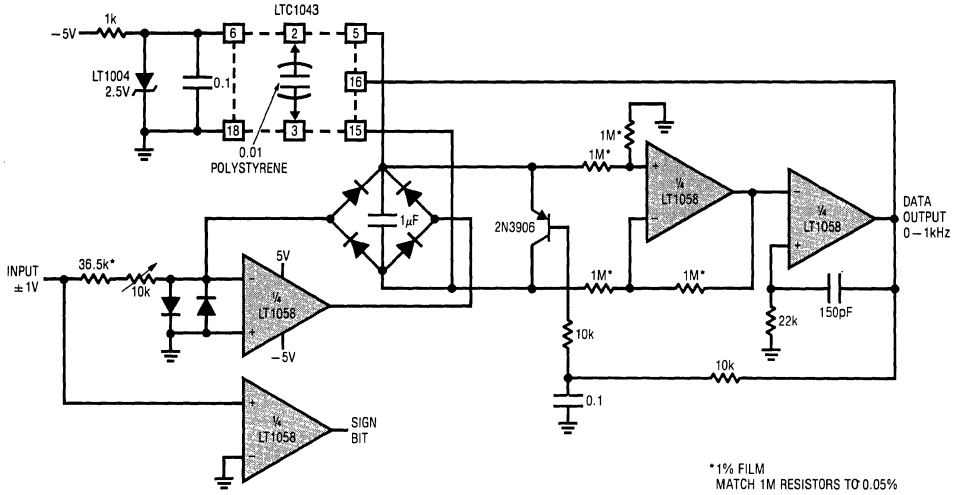 LTC1043
1k
−5V
6
2
5
LT1004
2.5V
0.1
16
18
3
15
0.01
POLYSTYRENE
1M*
1M*
+
−
¼
LT1058
−
+
¼
LT1058
DATA
OUTPUT
0−1kHz
1µF
2N3906
INPUT
±1V
36.5k*
10k
5V
−
+
¼
LT1058
−5V
1M*
1M*
150pF
22k
10k
10k
0.1
+
−
¼
LT1058
SIGN
BIT
*1% FILM
MATCH 1M RESISTORS TO 0.05%